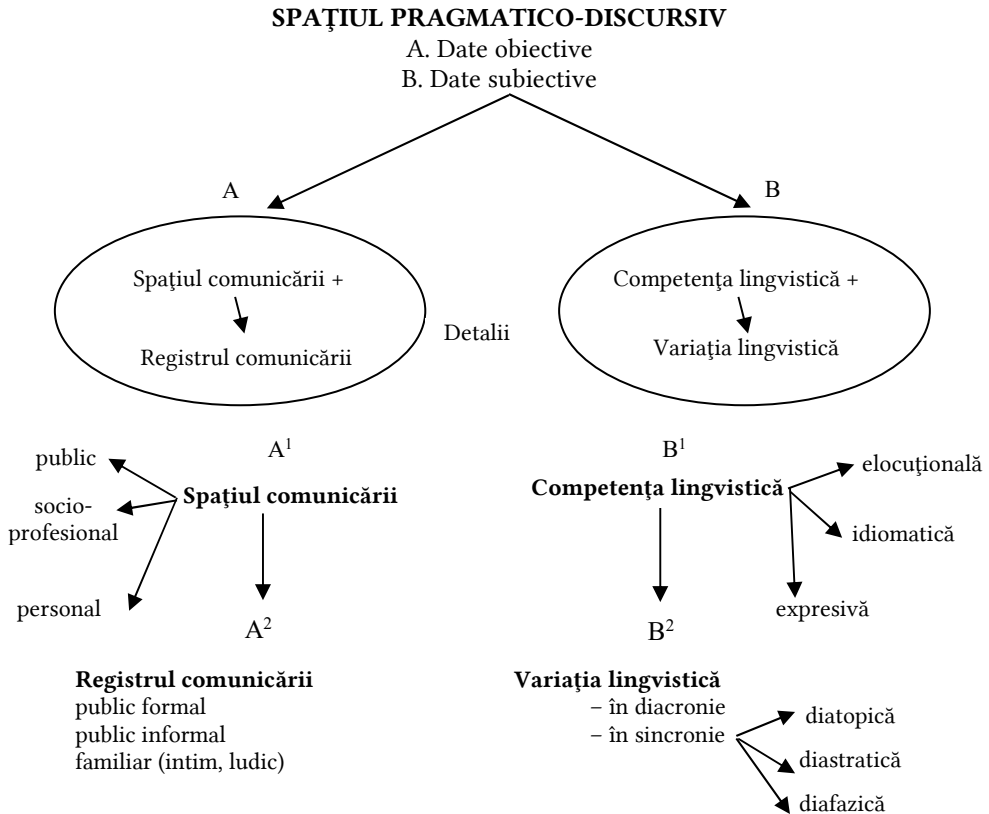 SPAŢIUL PRAGMATICO-DISCURSIV
A. Date obiective
B. Date subiective
A
B
Spaţiul comunicării +
Registrul comunicării
Detalii
Competenţa lingvistică +
Variaţia lingvistică
A¹
public
socio-
profesional
personal
Spaţiul comunicării
A²
Registrul comunicării
public formal
public informal
familiar (intim, ludic)
B¹
Competenţa lingvistică
elocuţională
idiomatică
expresivă
B²
Variaţia lingvistică
– în diacronie
– în sincronie
diatopică
diastratică
diafazică